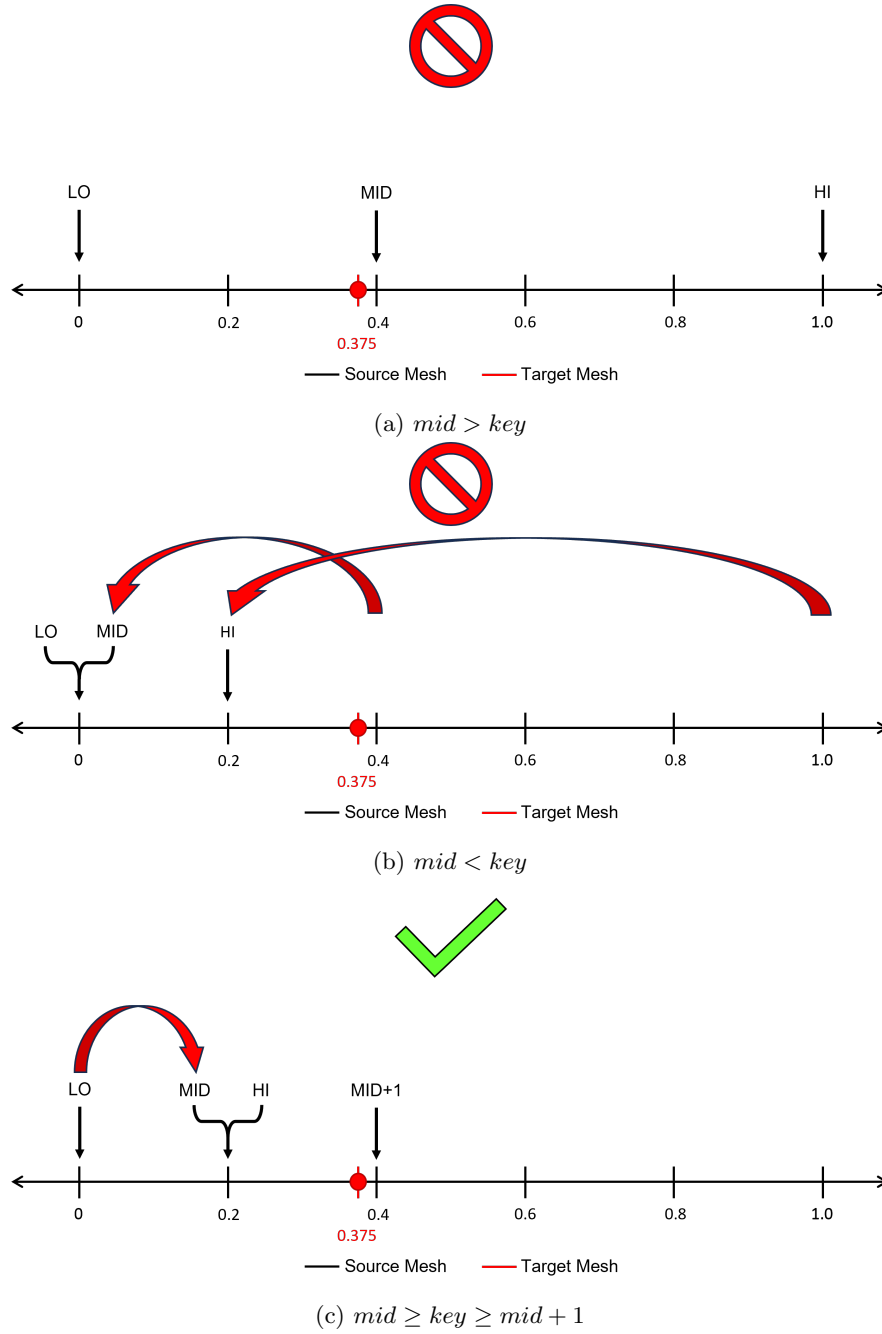 LO MID HI
0 0.2 0.4 0.6 0.8 1.0
0.375
Source Mesh Target Mesh
(a) mid > key
LO MID HI
0 0.2 0.4 0.6 0.8 1.0
0.375
Source Mesh Target Mesh
(b) mid < key
LO MID HI MID+1
0 0.2 0.4 0.6 0.8 1.0
0.375
Source Mesh Target Mesh
(c) mid ≥ key ≥ mid + 1